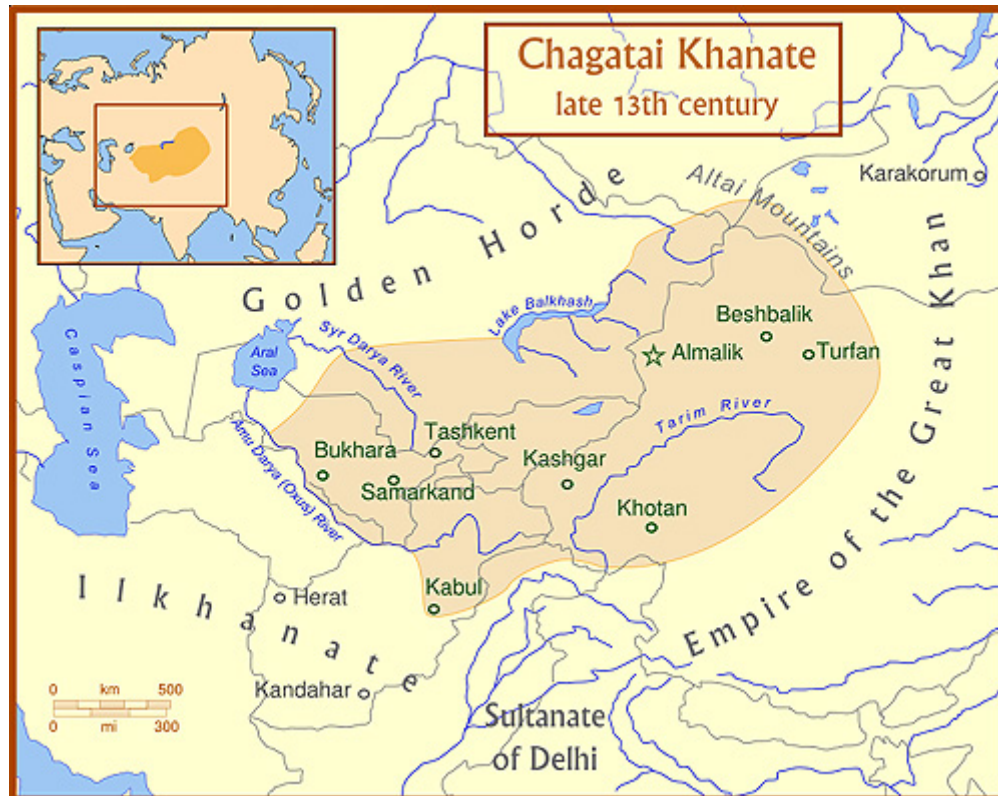 Chagatai Khanate
late 13th century
Karakorum
Altai Mountains
Golden Horde
Empire of the Great Khan
Lake Balkhash
Beshbalik
Almalik
Turfan
Syr Darya River
Aral
Sea
Caspian Sea
Tarim River
Amu Darya (Oxus) River
Bukhara
Tashkent
Samarkand
Kashgar
Khotan
Kabul
Ilkhanate
Herat
Kandahar
0 km 500
0 mi 300
Sultanate
of Delhi